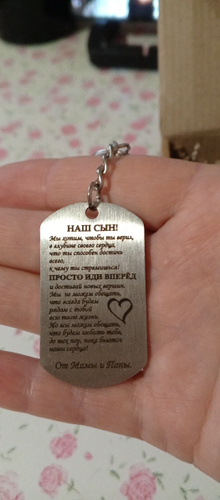 НАШ СЫН!
Мы хотим, чтобы ты верил,
в глубине своего сердца,
что ты способен достичь
всего,
к чему ты стремишься!
ПРОСТО ИДИ ВПЕРЁД
и достигай новых вершин.
Мы не можем обещать,
что всегда будем
рядом с тобой
всю твою жизнь.
Но мы можем обещать,
что будем любить тебя,
до тех пор, пока бьются
наши сердца!
От Мамы и Папы.